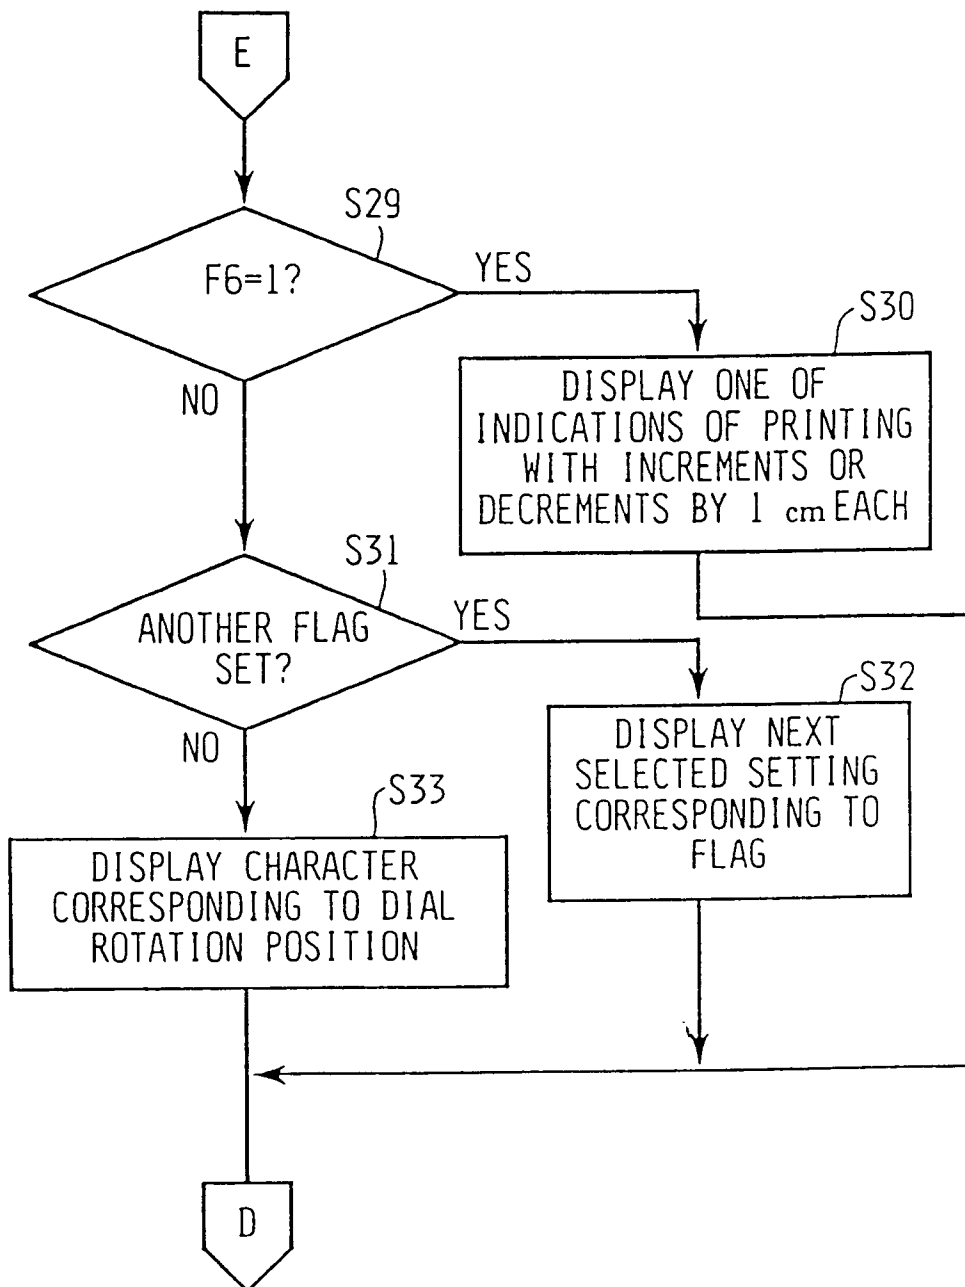 E
S29
F6=1?
YES
NO
S30
DISPLAY ONE OF
INDICATIONS OF PRINTING
WITH INCREMENTS OR
DECREMENTS BY 1 cm EACH
S31
ANOTHER FLAG
SET?
YES
NO
S32
DISPLAY NEXT
SELECTED SETTING
CORRESPONDING TO
FLAG
S33
DISPLAY CHARACTER
CORRESPONDING TO DIAL
ROTATION POSITION
D